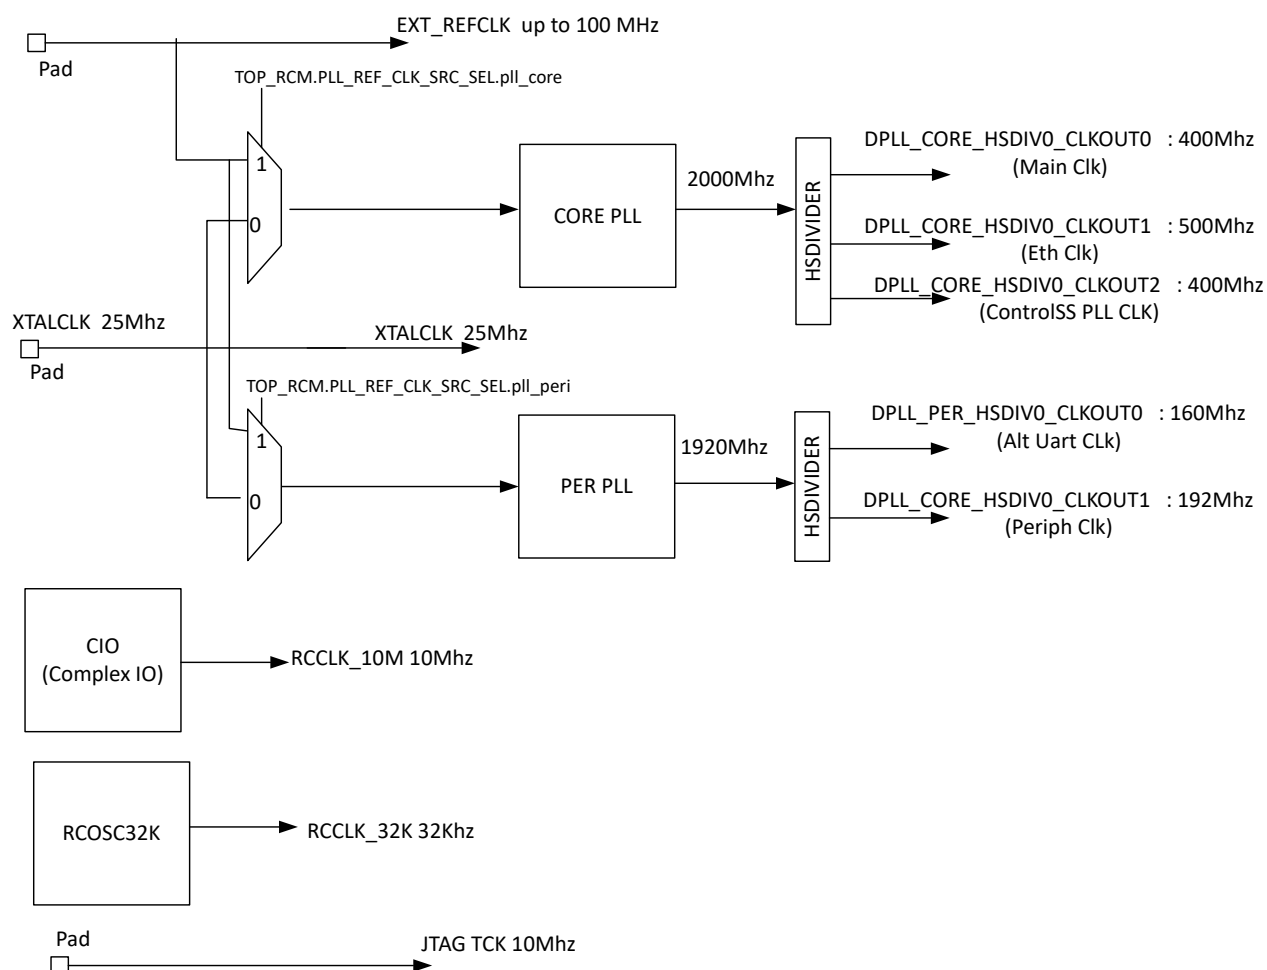 EXT_REFCLK up to 100 MHz
Pad
TOP_RCM.PLL_REF_CLK_SRC_SEL.pll_core
1
0
CORE PLL
2000Mhz
HSDIVIDER
DPLL_CORE_HSDIV0_CLKOUT0 : 400Mhz
(Main Clk)
DPLL_CORE_HSDIV0_CLKOUT1 : 500Mhz
(Eth Clk)
DPLL_CORE_HSDIV0_CLKOUT2 : 400Mhz
(ControlSS PLL CLK)
XTALCLK 25Mhz
Pad
XTALCLK 25Mhz
TOP_RCM.PLL_REF_CLK_SRC_SEL.pll_peri
1
0
PER PLL
1920Mhz
HSDIVIDER
DPLL_PER_HSDIV0_CLKOUT0 : 160Mhz
(Alt Uart CLk)
DPLL_CORE_HSDIV0_CLKOUT1 : 192Mhz
(Periph Clk)
CIO
(Complex IO)
RCCLK_10M 10Mhz
RCOSC32K
RCCLK_32K 32Khz
Pad
JTAG TCK 10Mhz